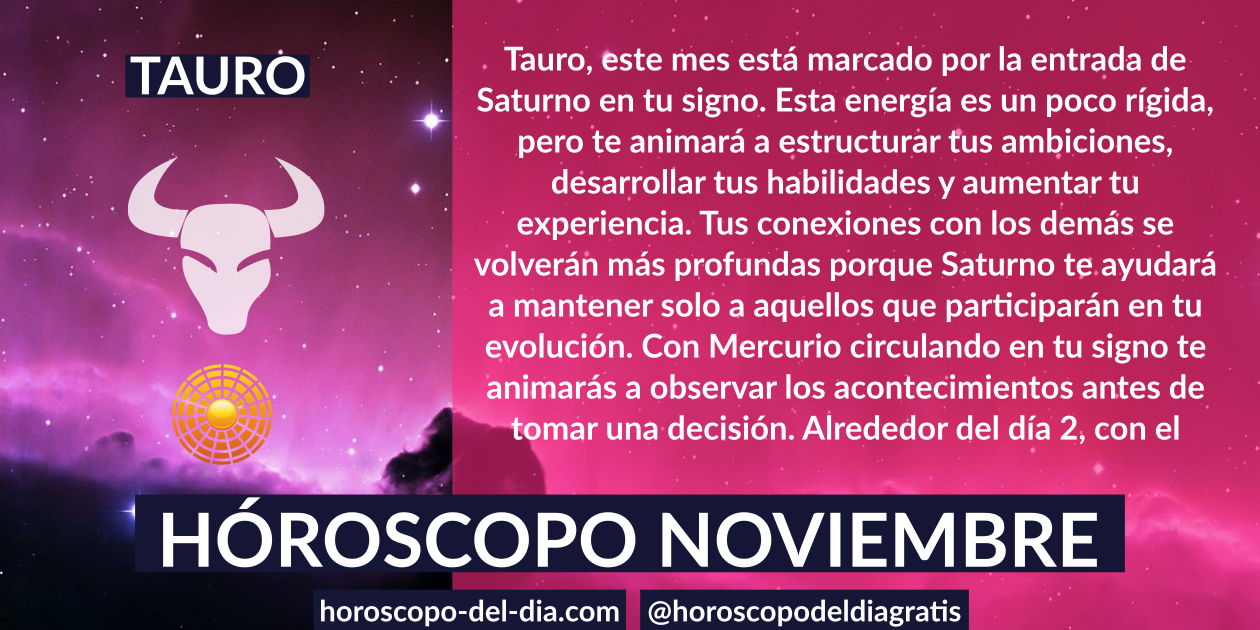 TAURO
Tauro, este mes está marcado por la entrada de
Saturno en tu signo. Esta energía es un poco rígida,
pero te animará a estructurar tus ambiciones,
desarrollar tus habilidades y aumentar tu
experiencia. Tus conexiones con los demás se
volverán más profundas porque Saturno te ayudará
a mantener solo a aquellos que participarán en tu
evolución. Con Mercurio circulando en tu signo te
animarás a observar los acontecimientos antes de
tomar una decisión. Alrededor del día 2, con el
HÓROSCOPO NOVIEMBRE
horoscopo-del-dia.com
@horoscopodeldiagratis